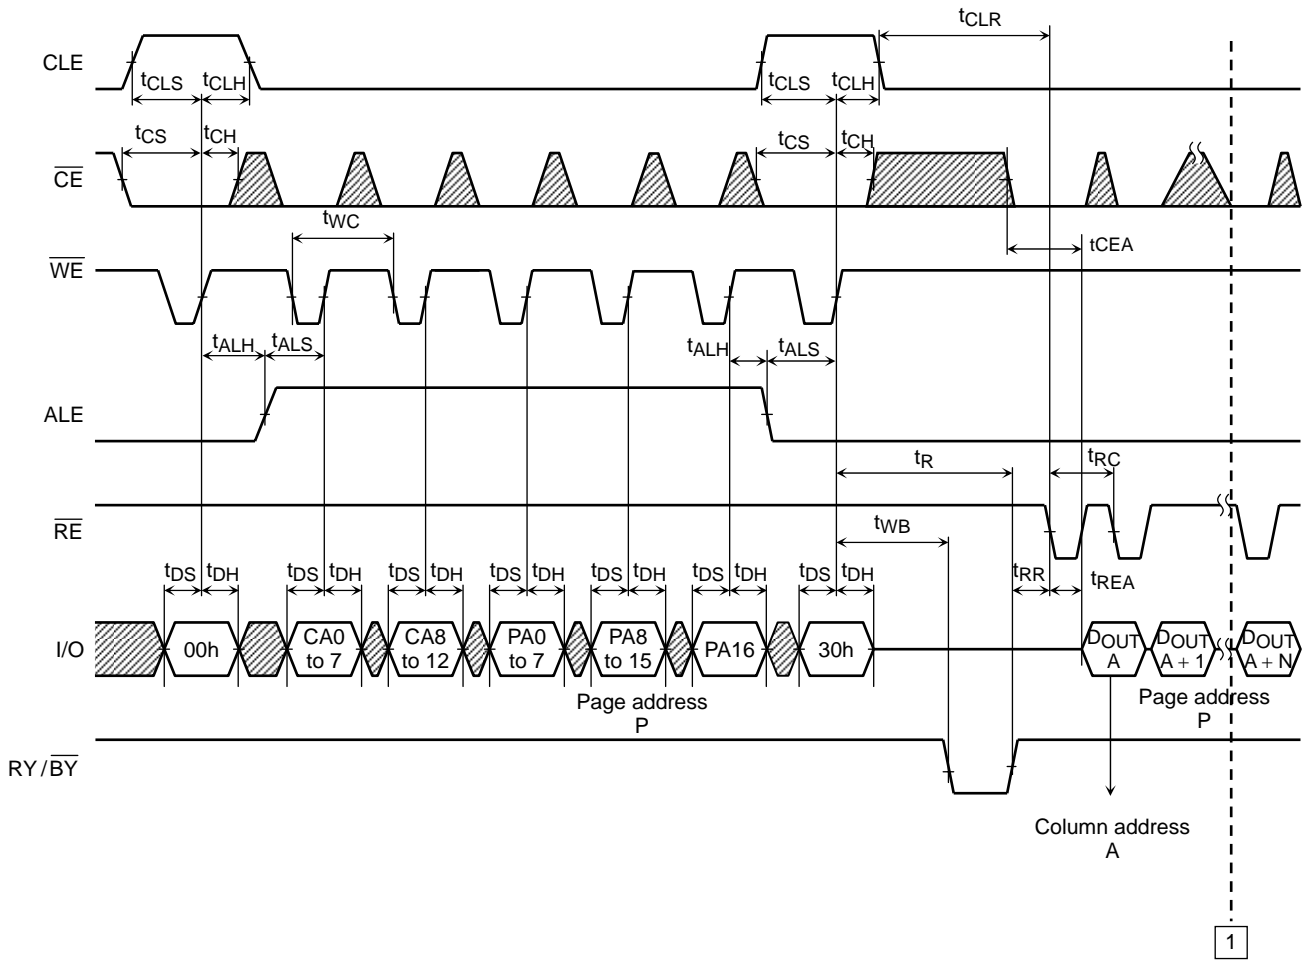 tCLR
CLE
tCLS tCLH tCLS tCLH
tCS tCH tCS tCH
CE
tWC
tCEA
WE
tALH tALS tALH tALS
ALE
tR tRC
RE
tWB
tDS tDH tDS tDH tDS tDH tDS tDH tDS tDH tDS tDH tDS tDH tRR tREA
I/O 00h CA0 to 7 CA8 to 12 PA0 to 7 PA8 to 15 PA16 30h DOUT A DOUT A + 1 DOUT A + N
Page address
P
Page address
P
RY/BY
Column address
A
1